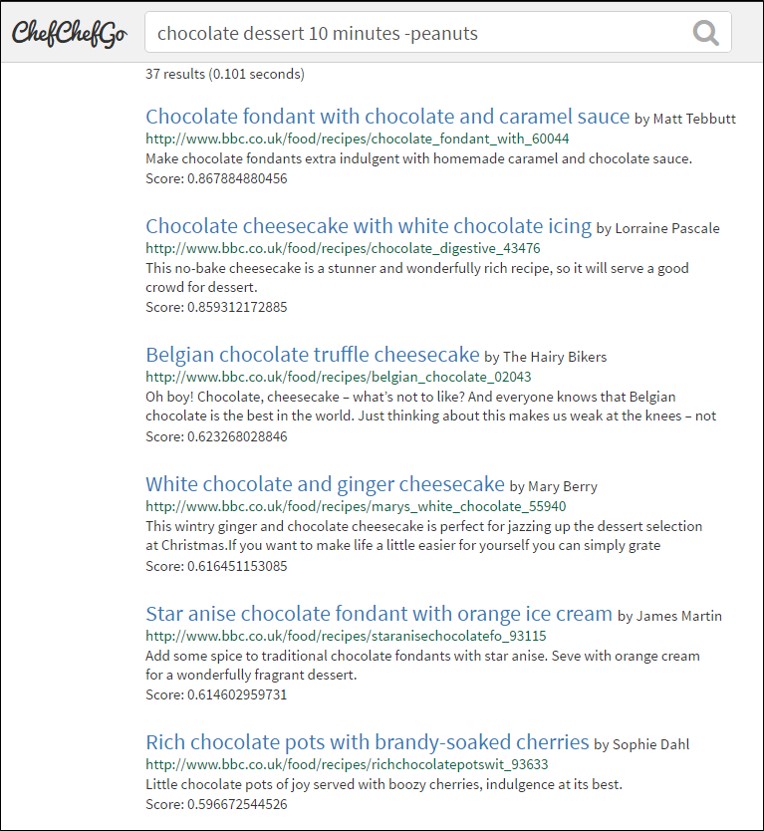 ChefChefGo
chocolate dessert 10 minutes -peanuts
37 results (0.101 seconds)
Chocolate fondant with chocolate and caramel sauce by Matt Tebbutt
http://www.bbc.co.uk/food/recipes/chocolate_fondant_with_60044
Make chocolate fondants extra indulgent with homemade caramel and chocolate sauce.
Score: 0.867884880456
Chocolate cheesecake with white chocolate icing by Lorraine Pascale
http://www.bbc.co.uk/food/recipes/chocolate_digestive_43476
This no-bake cheesecake is a stunner and wonderfully rich recipe, so it will serve a good
crowd for dessert.
Score: 0.859312172885
Belgian chocolate truffle cheesecake by The Hairy Bikers
http://www.bbc.co.uk/food/recipes/belgian_chocolate_02043
Oh boy! Chocolate, cheesecake – what's not to like? And everyone knows that Belgian
chocolate is the best in the world. Just thinking about this makes us weak at the knees – not
Score: 0.623268028846
White chocolate and ginger cheesecake by Mary Berry
http://www.bbc.co.uk/food/recipes/marys_white_chocolate_55940
This wintry ginger and chocolate cheesecake is perfect for jazzing up the dessert selection
at Christmas.If you want to make life a little easier for yourself you can simply grate
Score: 0.616451153085
Star anise chocolate fondant with orange ice cream by James Martin
http://www.bbc.co.uk/food/recipes/staranisechocolatefo_93115
Add some spice to traditional chocolate fondants with star anise. Seve with orange cream
for a wonderfully fragrant dessert.
Score: 0.614602959731
Rich chocolate pots with brandy-soaked cherries by Sophie Dahl
http://www.bbc.co.uk/food/recipes/richchocolatepotswit_93633
Little chocolate pots of joy served with boozy cherries, indulgence at its best.
Score: 0.596672544526